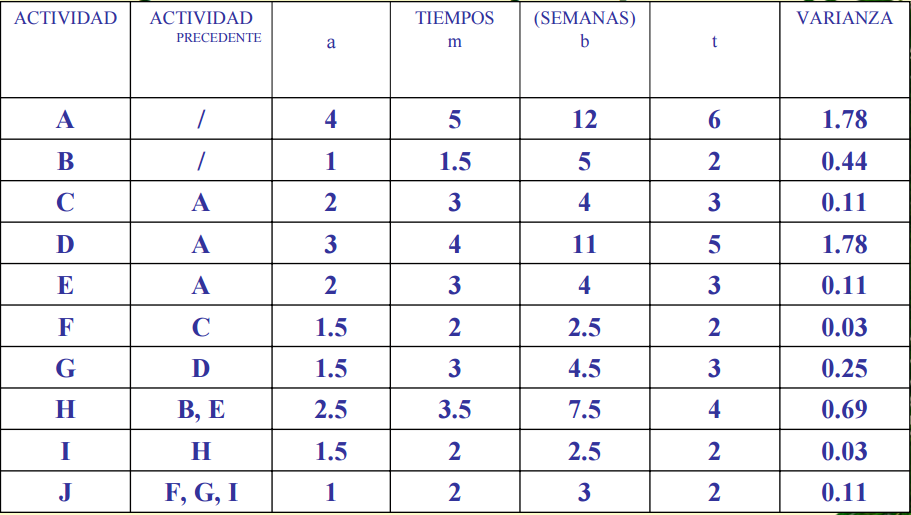 ACTIVIDAD ACTIVIDAD TIEMPOS (SEMANAS) VARIANZA
PRECEDENTE a m b t
A / 4 5 12 6 1.78
B / 1 1.5 5 2 0.44
C A 2 3 4 3 0.11
D A 3 4 11 5 1.78
E A 2 3 4 3 0.11
F C 1.5 2 2.5 2 0.03
G D 1.5 3 4.5 3 0.25
H B, E 2.5 3.5 7.5 4 0.69
I H 1.5 2 2.5 2 0.03
J F, G, I 1 2 3 2 0.11